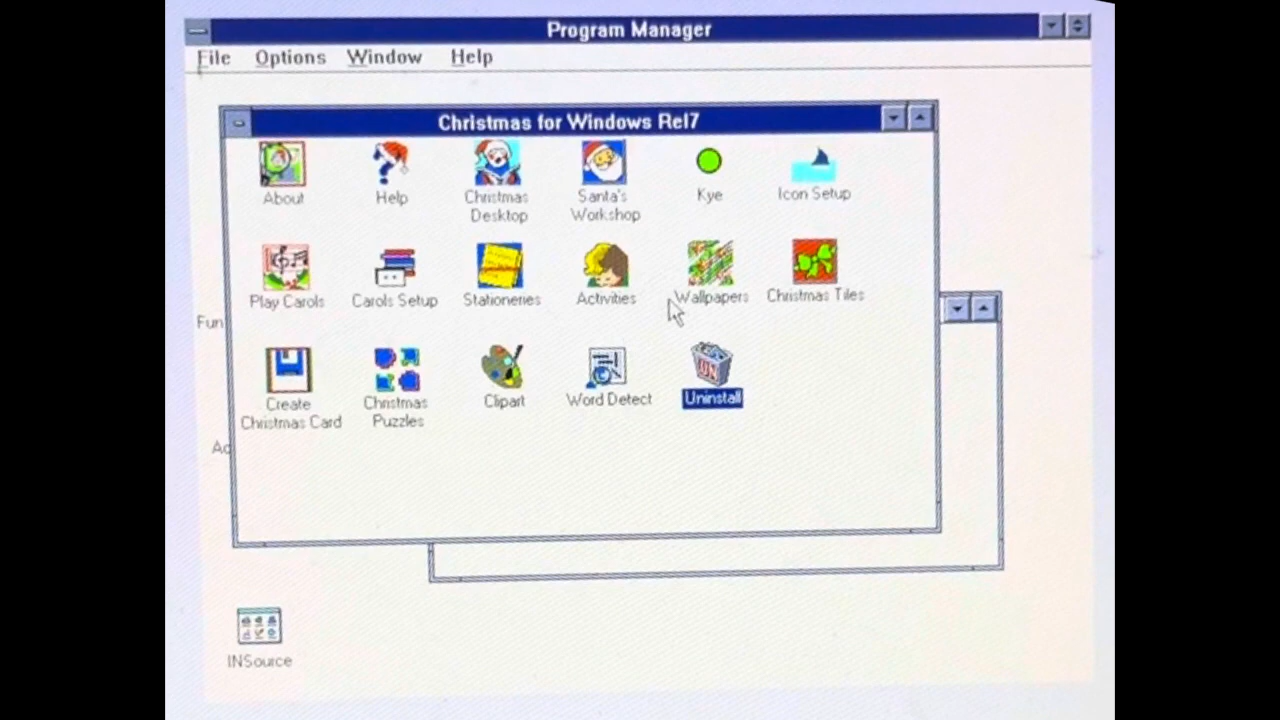 Program Manager
File Options Window Help
Christmas for Windows Rel7
About
Help
Christmas
Desktop
Santa's
Workshop
Kye
Icon Setup
Play Carols
Carols Setup
Stationeries
Activities
Wallpapers
Christmas Tiles
Create
Christmas Card
Christmas
Puzzles
Clipart
Word Detect
UN
Uninstall
Fun
Ad
INSource